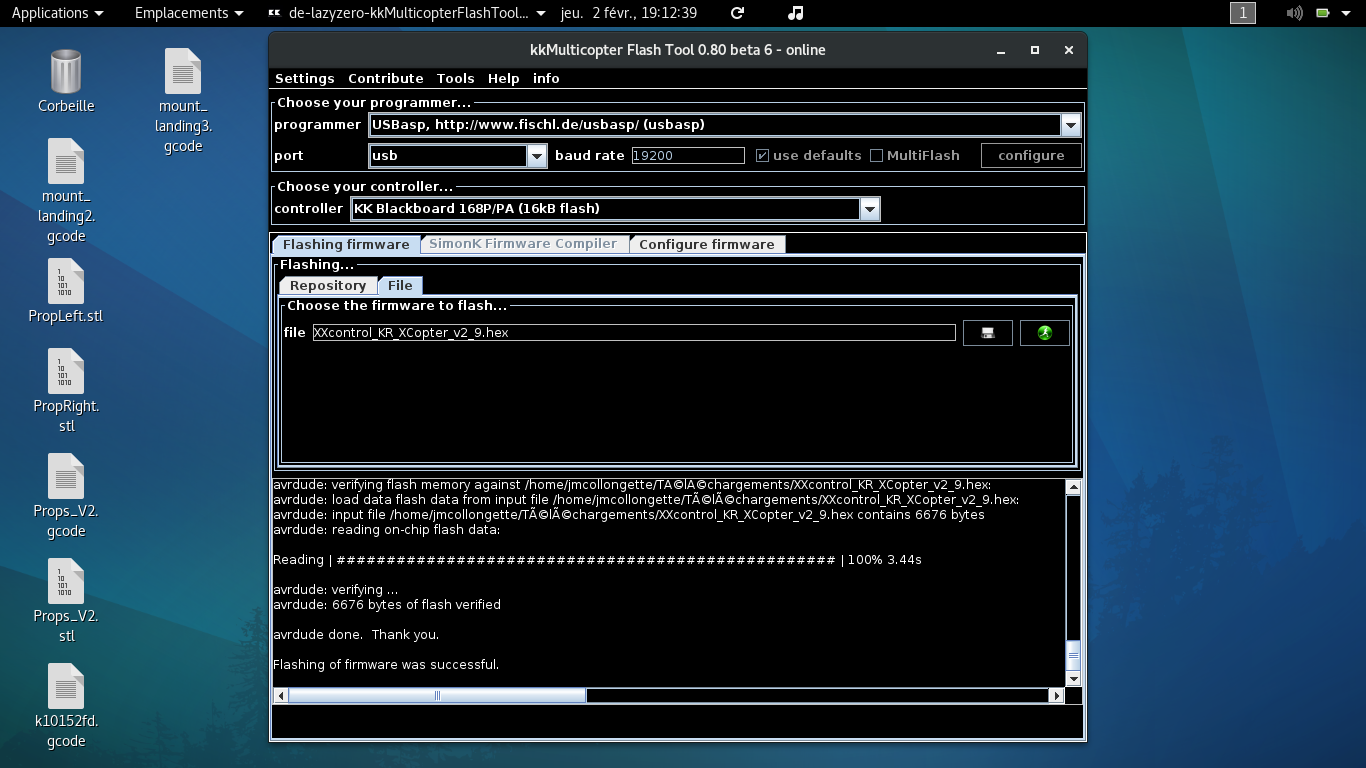 Applications Emplacements de-lazyzero-kkMulticopterFlashTool... jeu. 2 févr., 19:12:39 1
Corbeille
mount_
landing3.
gcode
mount_
landing2.
gcode
PropLeft.stl
PropRight.
stl
Props_V2.
gcode
Props_V2.
stl
k10152fd.
gcode
kkMulticopter Flash Tool 0.80 beta 6 - online
Settings Contribute Tools Help info
Choose your programmer...
programmer USBasp, http://www.fischl.de/usbasp/ (usbasp)
port usb baud rate 19200 use defaults MultiFlash configure
Choose your controller...
controller KK Blackboard 168P/PA (16kB flash)
Flashing firmware SimonK Firmware Compiler Configure firmware
Flashing...
Repository File
Choose the firmware to flash...
file XXcontrol_KR_XCopter_v2_9.hex
avrdude: verifying flash memory against /home/jmcollongette/TÃ©lÃ©chargements/XXcontrol_KR_XCopter_v2_9.hex:
avrdude: load data flash data from input file /home/jmcollongette/TÃ©lÃ©chargements/XXcontrol_KR_XCopter_v2_9.hex:
avrdude: input file /home/jmcollongette/TÃ©lÃ©chargements/XXcontrol_KR_XCopter_v2_9.hex contains 6676 bytes
avrdude: reading on-chip flash data:
Reading | ################################################## | 100% 3.44s
avrdude: verifying ...
avrdude: 6676 bytes of flash verified
avrdude done.  Thank you.
Flashing of firmware was successful.